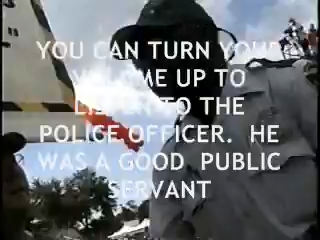 YOU CAN TURN YOUR
VOLUME UP TO
LISTEN TO THE
POLICE OFFICER. HE
WAS A GOOD PUBLIC
SERVANT